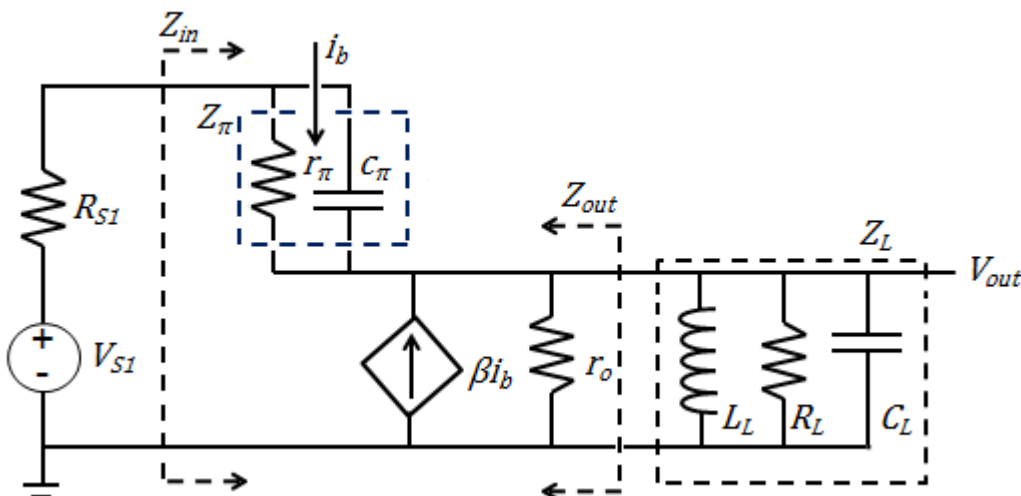 Z_in
i_b
Z_π
r_π
c_π
R_S1
Z_out
Z_L
V_out
+
-
V_S1
βi_b
r_o
L_L
R_L
C_L